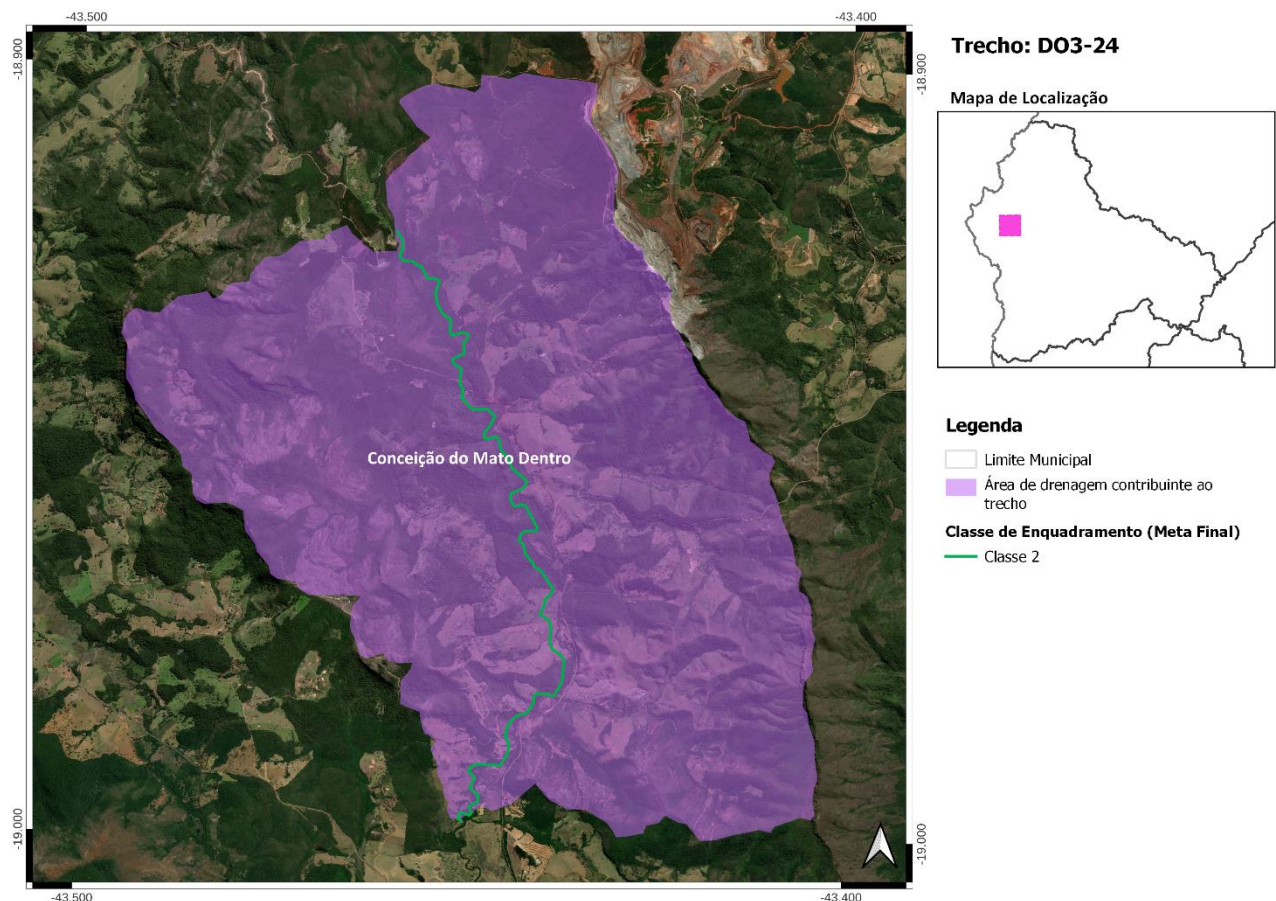 -43.500
-43.400
-18.900
-18.900
Trecho: DO3-24
Mapa de Localização
Conceição do Mato Dentro
Legenda
Limite Municipal
Área de drenagem contribuinte ao
trecho
Classe de Enquadramento (Meta Final)
Classe 2
-19.000
-19.000
-43.500
-43.400